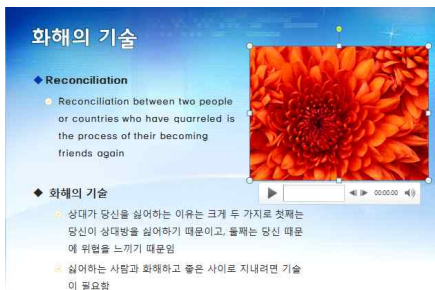 화해의 기술
Reconciliation
Reconciliation between two people
or countries who have quarreled is
the process of their becoming
friends again
화해의 기술
상대가 당신을 싫어하는 이유는 크게 두 가지로 첫째는
당신이 상대방을 싫어하기 때문이고, 둘째는 당신 때문
에 위협을 느끼기 때문임
싫어하는 사람과 화해하고 좋은 사이로 지내려면 기술
이 필요함
00:00.00